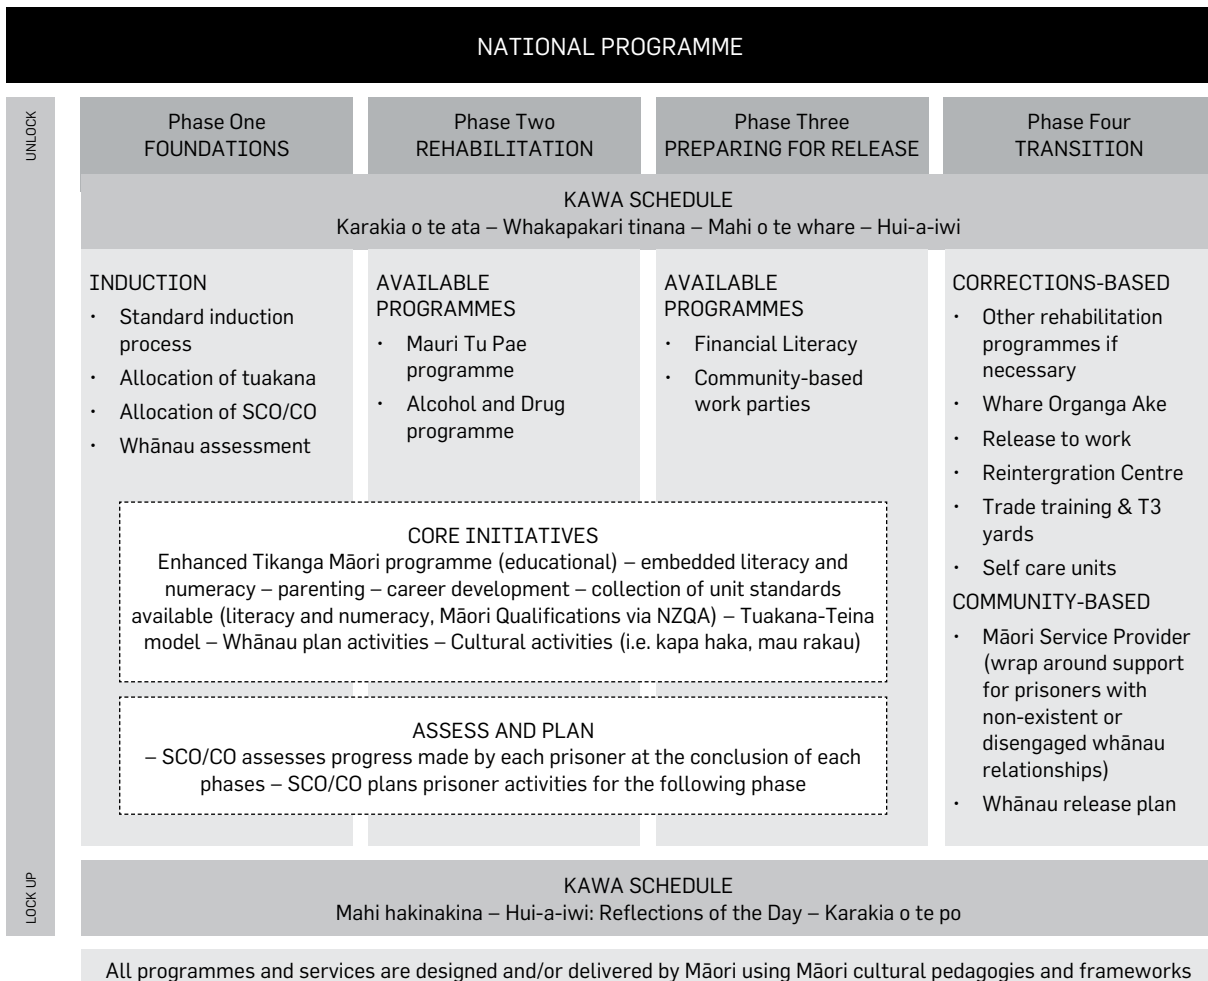 NATIONAL PROGRAMME
UNLOCK
Phase One
FOUNDATIONS
Phase Two
REHABILITATION
Phase Three
PREPARING FOR RELEASE
Phase Four
TRANSITION
KAWA SCHEDULE
Karakia o te ata – Whakapakari tinana – Mahi o te whare – Hui-a-iwi
INDUCTION
• Standard induction
process
• Allocation of tuakana
• Allocation of SCO/CO
• Whānau assessment
AVAILABLE
PROGRAMMES
• Mauri Tu Pae
programme
• Alcohol and Drug
programme
AVAILABLE
PROGRAMMES
• Financial Literacy
• Community-based
work parties
CORRECTIONS-BASED
• Other rehabilitation
programmes if
necessary
• Whare Organga Ake
• Release to work
• Reintergration Centre
• Trade training & T3
yards
• Self care units
COMMUNITY-BASED
• Māori Service Provider
(wrap around support
for prisoners with
non-existent or
disengaged whānau
relationships)
• Whānau release plan
CORE INITIATIVES
Enhanced Tikanga Māori programme (educational) – embedded literacy and
numeracy – parenting – career development – collection of unit standards
available (literacy and numeracy, Māori Qualifications via NZQA) – Tuakana-Teina
model – Whānau plan activities – Cultural activities (i.e. kapa haka, mau rakau)
ASSESS AND PLAN
– SCO/CO assesses progress made by each prisoner at the conclusion of each
phases – SCO/CO plans prisoner activities for the following phase
LOCK UP
KAWA SCHEDULE
Mahi hakinakina – Hui-a-iwi: Reflections of the Day – Karakia o te po
All programmes and services are designed and/or delivered by Māori using Māori cultural pedagogies and frameworks